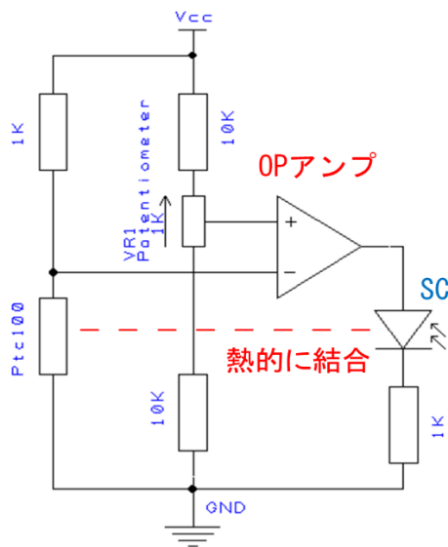 Vcc
1K
10K
VR1
Patentiometer
1K
OPアンプ
+
−
SC
Ptc100
熱的に結合
10K
1K
GND